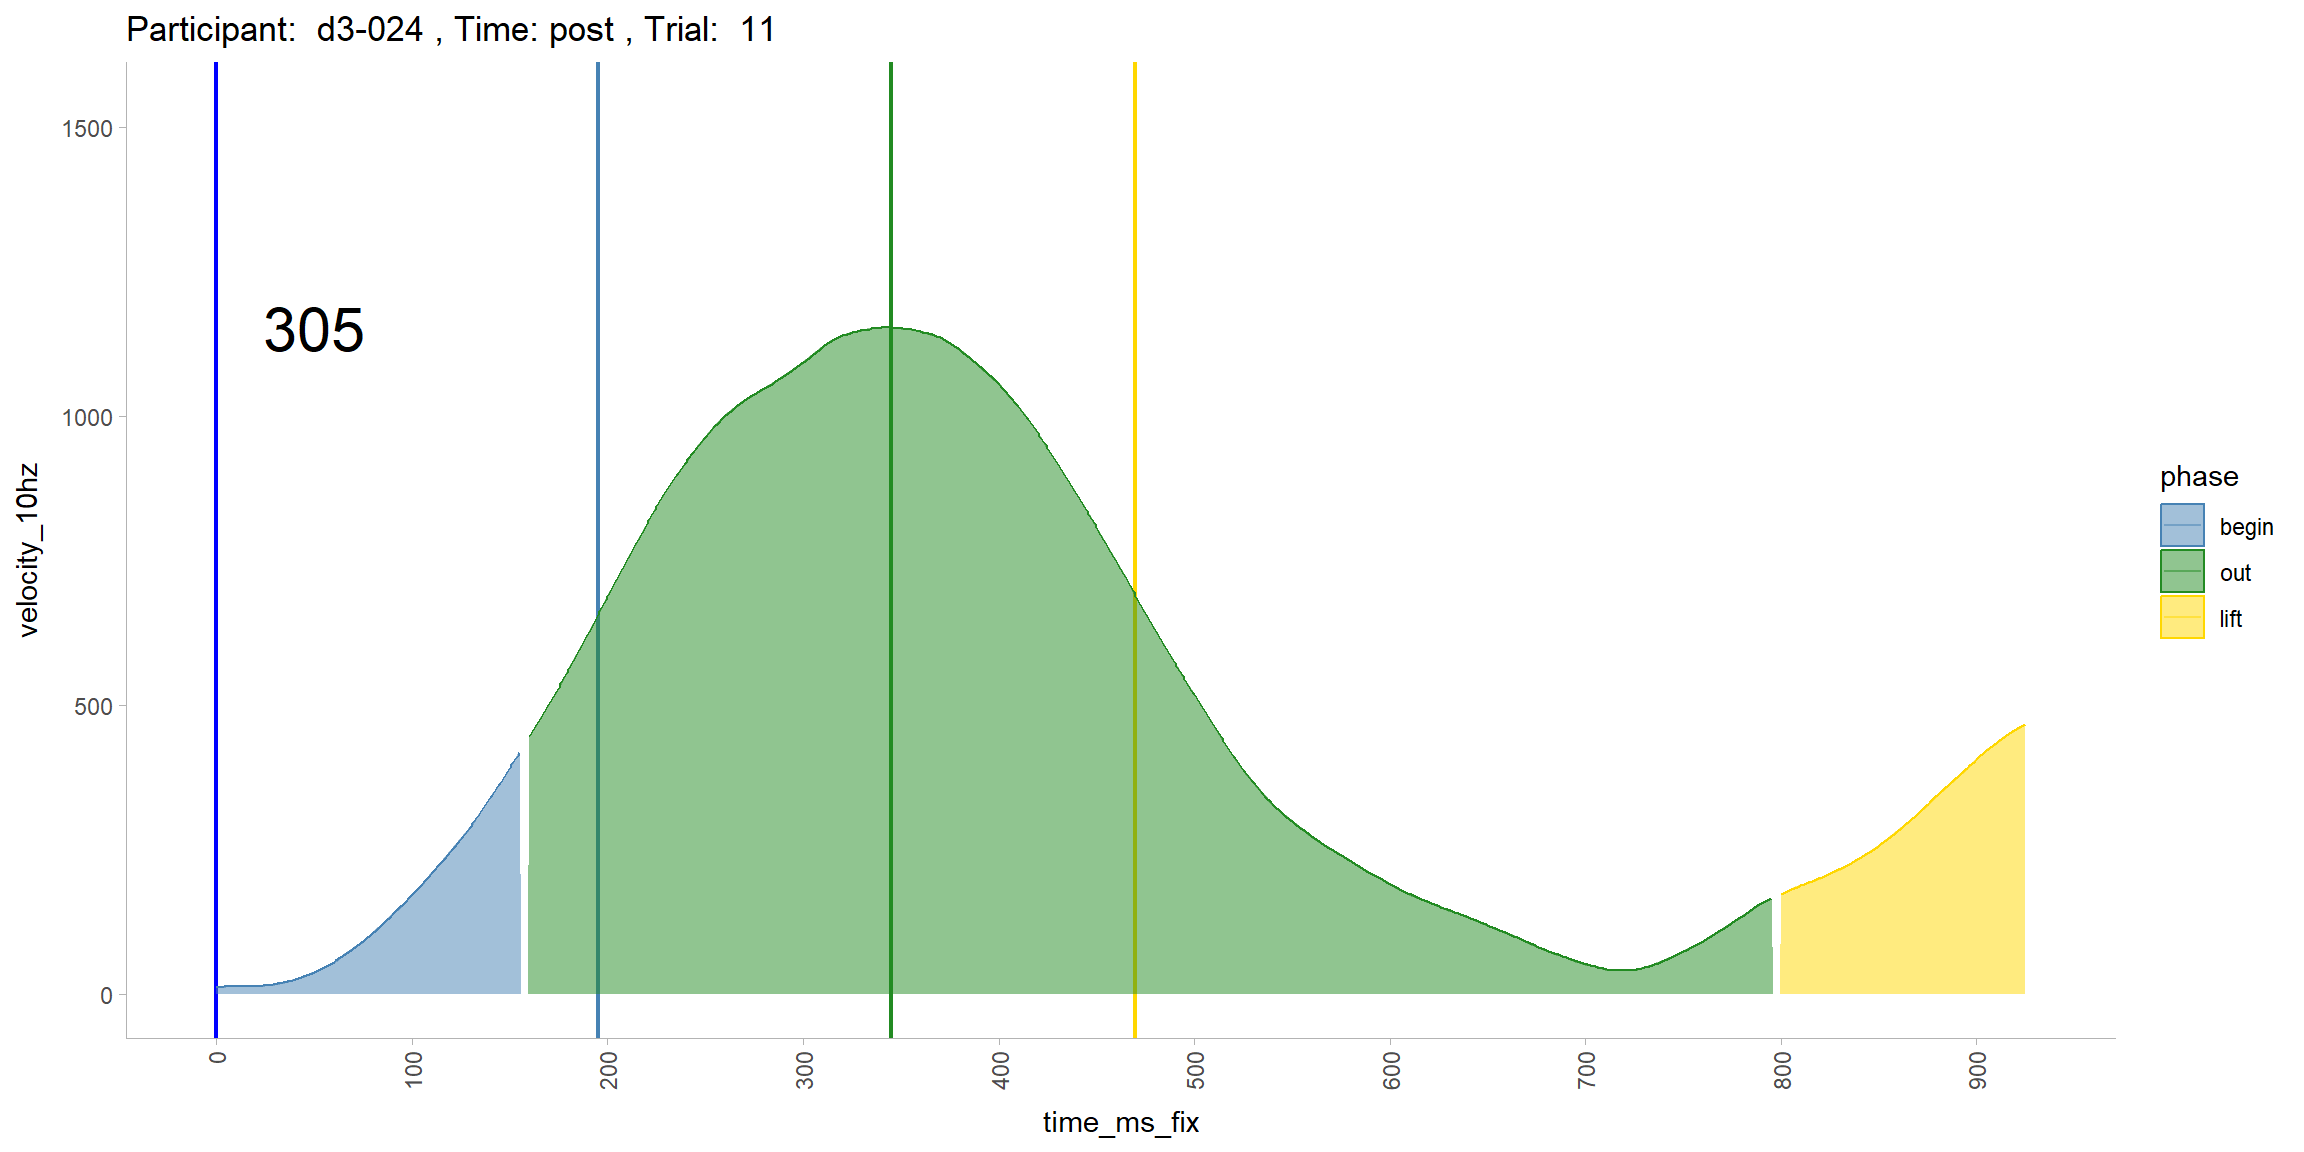 Participant:  d3-024 , Time: post , Trial:  11
1500
1000
500
0
velocity_10hz
305
0
100
200
300
400
500
600
700
800
900
time_ms_fix
phase
begin
out
lift